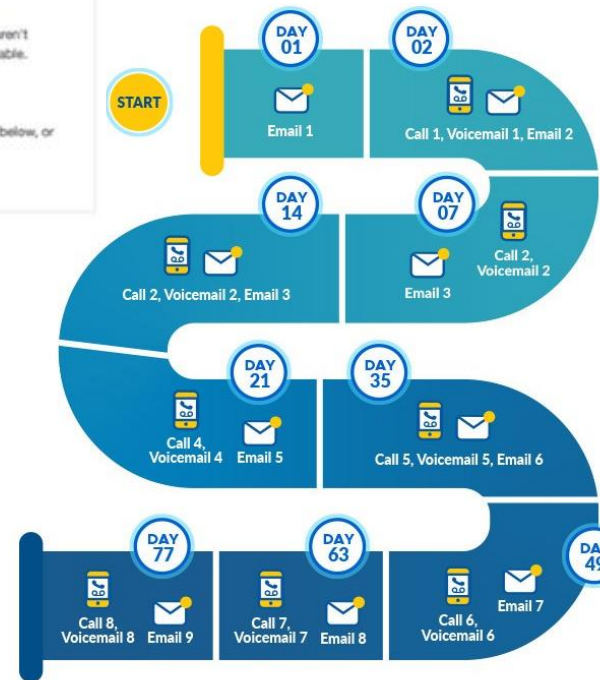 aren't
able.
below, or
START
DAY
01
Email 1
DAY
02
Call 1, Voicemail 1, Email 2
DAY
07
Call 2,
Voicemail 2
Email 3
DAY
14
Call 2, Voicemail 2, Email 3
DAY
21
Call 4,
Voicemail 4
Email 5
DAY
35
Call 5, Voicemail 5, Email 6
DA
49
Email 7
Call 6,
Voicemail 6
DAY
63
Call 7,
Voicemail 7
Email 8
DAY
77
Call 8,
Voicemail 8
Email 9